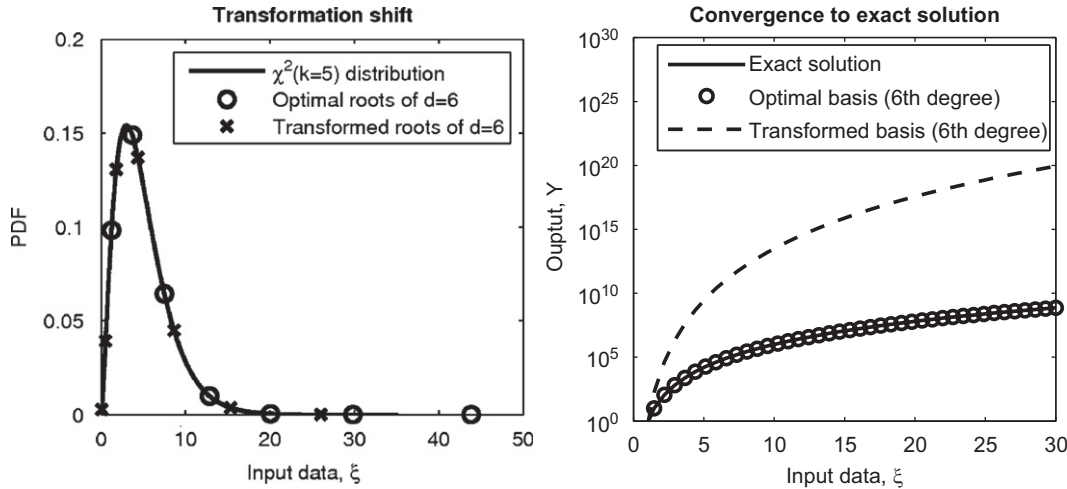 Transformation shift
0.2
0.15
0.1
0.05
0
PDF
χ²(k=5) distribution
Optimal roots of d=6
Transformed roots of d=6
0 10 20 30 40 50
Input data, ξ
Convergence to exact solution
10³⁰
10²⁵
10²⁰
10¹⁵
10¹⁰
10⁵
10⁰
Ouptut, Y
Exact solution
Optimal basis (6th degree)
Transformed basis (6th degree)
0 5 10 15 20 25 30
Input data, ξ